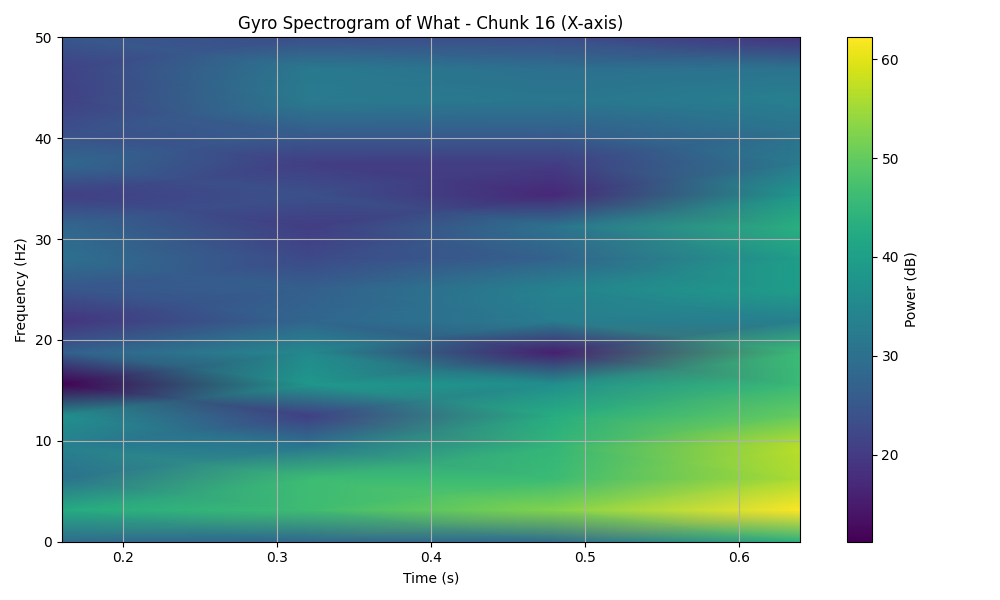 Gyro Spectrogram of What - Chunk 16 (X-axis)
50
40
30
20
10
0
Frequency (Hz)
0.2 0.3 0.4 0.5 0.6
Time (s)
60
50
40
30
20
Power (dB)